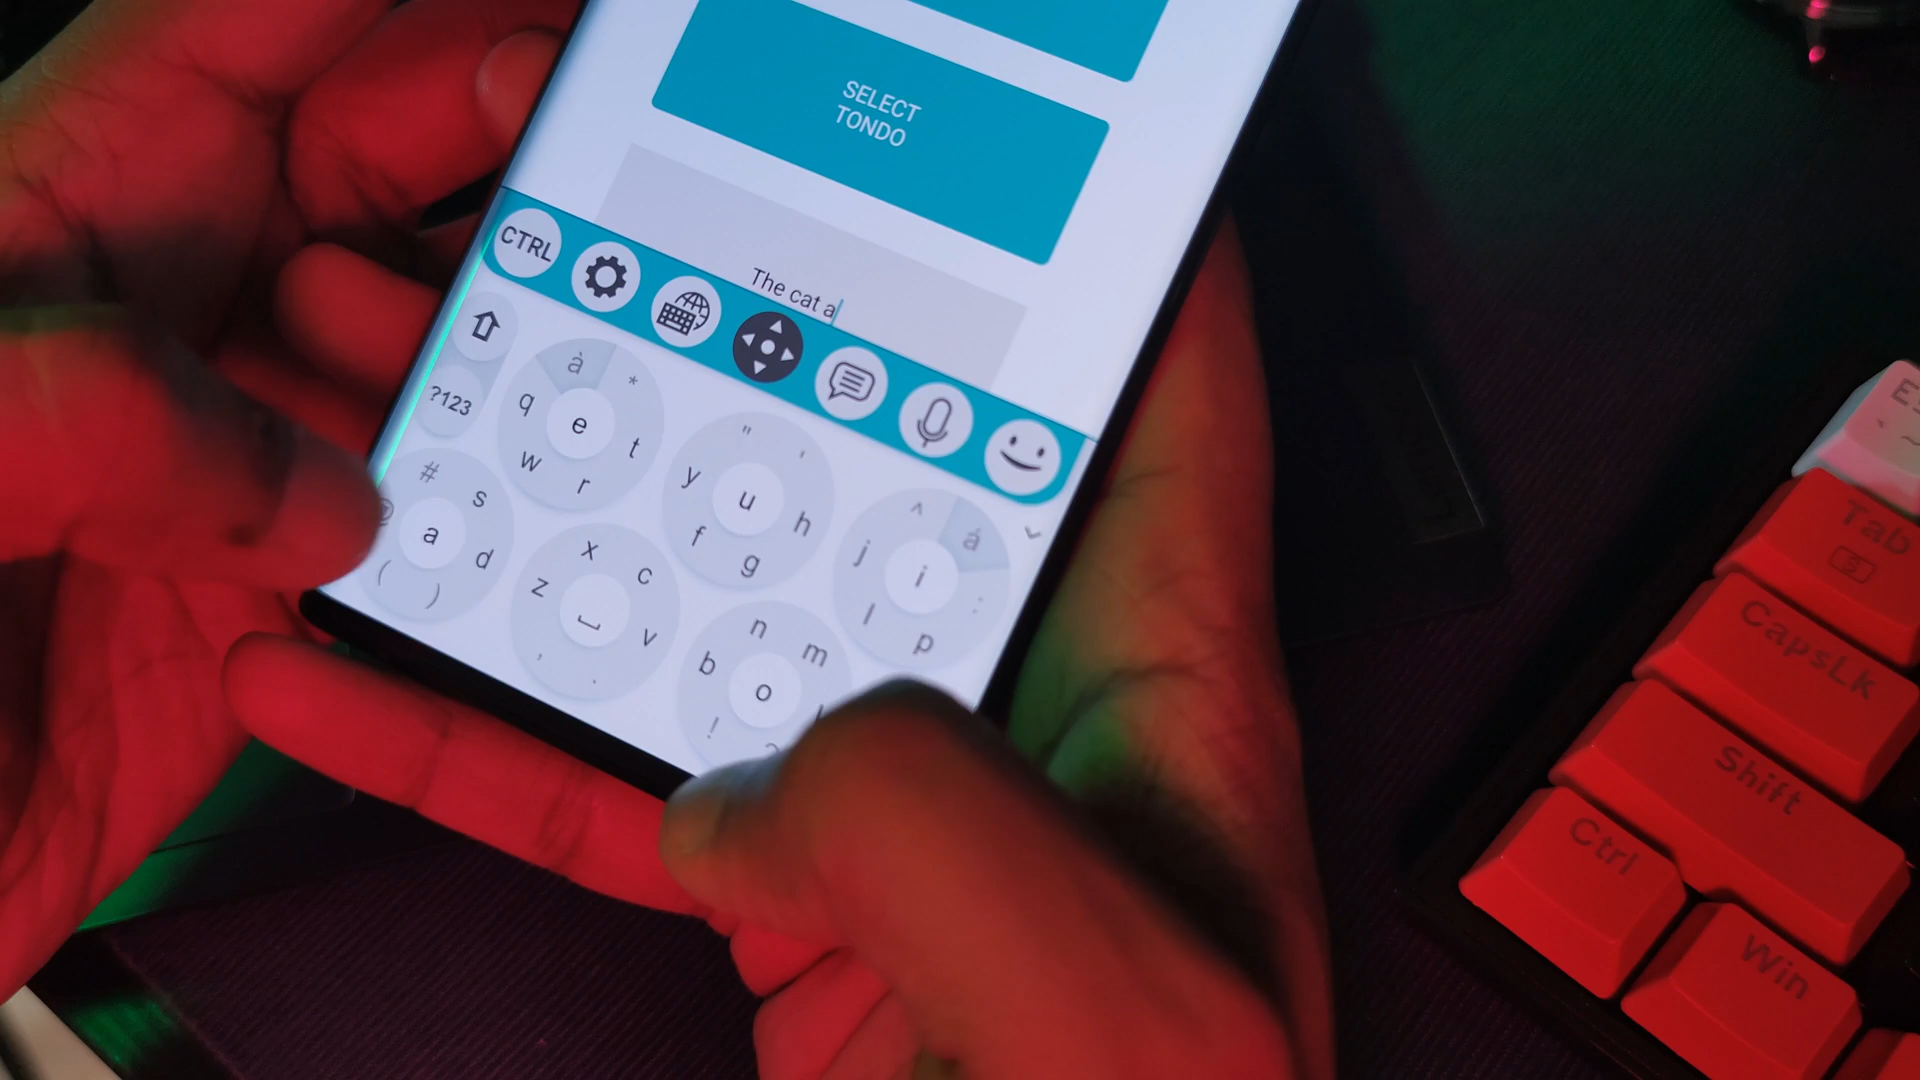 SELECT
TONDO
The cat a
CTRL
?123
à *
q e t
w r
" '
y u h
f g
^ á
j i :
l p
# s
@ a d
( )
x c
z v
, .
n m
b o
! ?
Tab
CapsLk
Shift
Ctrl
Win